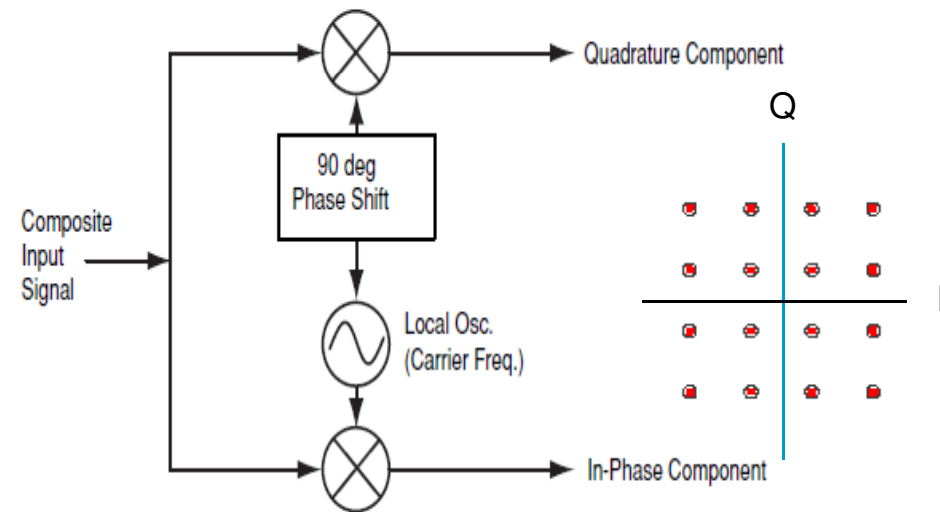 Quadrature Component
Q
90 deg
Phase Shift
Composite
Input
Signal
Local Osc.
(Carrier Freq.)
In-Phase Component